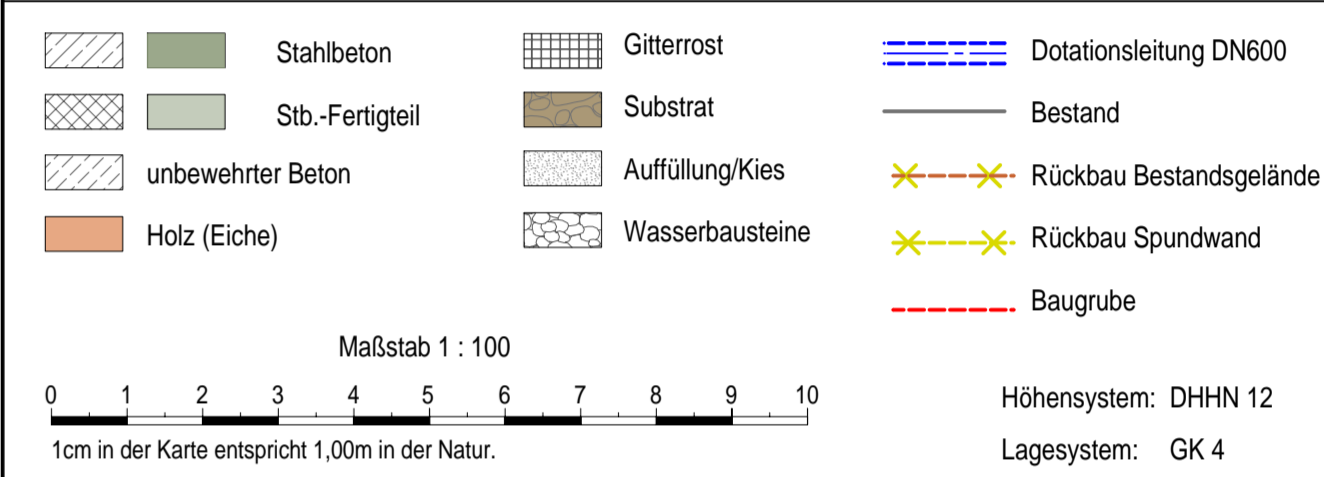 Stahlbeton
Stb.-Fertigteil
unbewehrter Beton
Holz (Eiche)
Gitterrost
Substrat
Auffüllung/Kies
Wasserbausteine
Dotationsleitung DN600
Bestand
Rückbau Bestandsgelände
Rückbau Spundwand
Baugrube
Maßstab 1 : 100
0 1 2 3 4 5 6 7 8 9 10
1cm in der Karte entspricht 1,00m in der Natur.
Höhensystem: DHHN 12
Lagesystem: GK 4